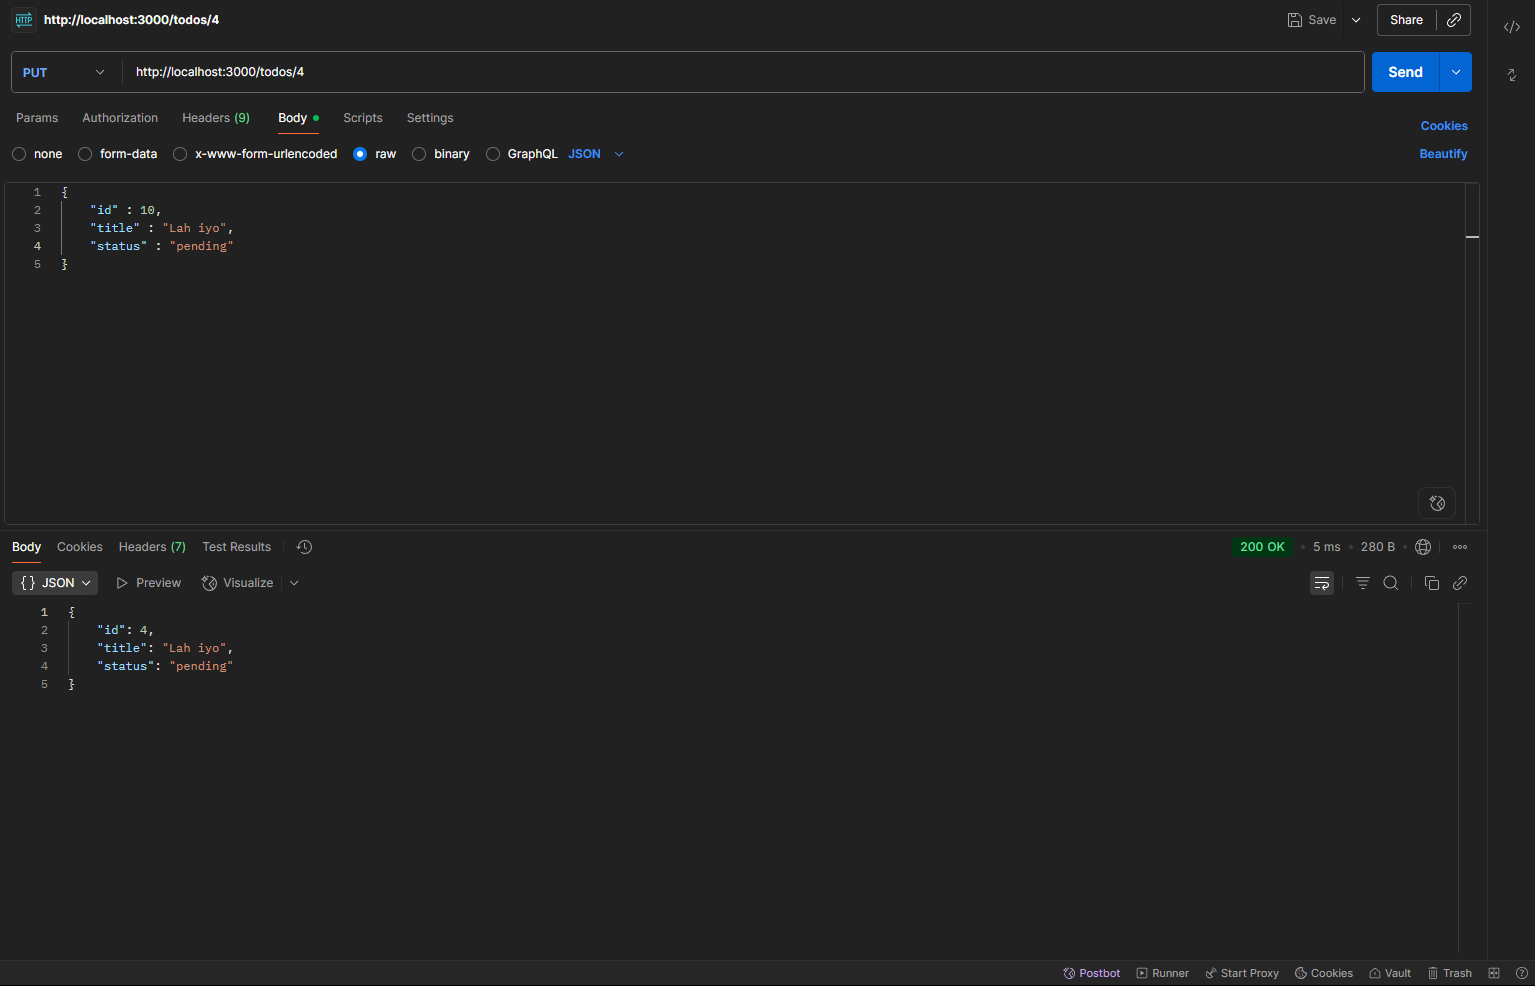 HTTP http://localhost:3000/todos/4 Save Share
PUT http://localhost:3000/todos/4 Send
Params Authorization Headers (9) Body Scripts Settings Cookies
none form-data x-www-form-urlencoded raw binary GraphQL JSON Beautify
1 {
2 "id" : 10,
3 "title" : "Lah iyo",
4 "status" : "pending"
5 }
Body Cookies Headers (7) Test Results 200 OK • 5 ms • 280 B •
{} JSON Preview Visualize
1 {
2 "id": 4,
3 "title": "Lah iyo",
4 "status": "pending"
5 }
Postbot Runner Start Proxy Cookies Vault Trash